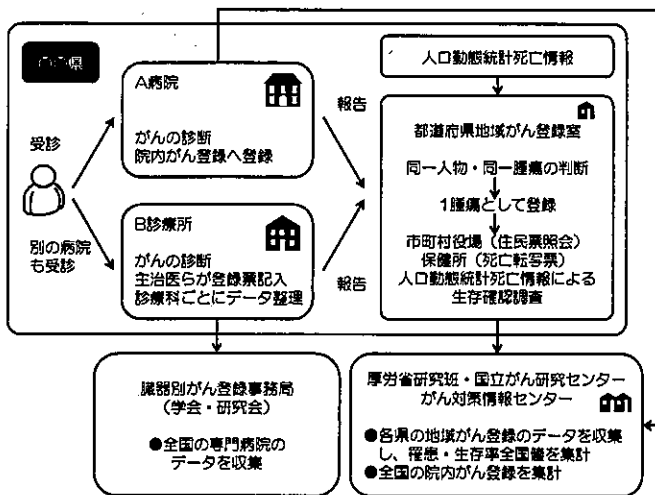 ○○県
受診
別の病院
も受診
A病院
がんの診断
院内がん登録へ登録
B診療所
がんの診断
主治医らが登録票記入
診療科ごとにデータ整理
報告
報告
人口動態統計死亡情報
都道府県地域がん登録室
同一人物・同一腫瘍の判断
1腫瘍として登録
市町村役場（住民票照会）
保健所（死亡転写票）
人口動態統計死亡情報による
生存確認調査
臓器別がん登録事務局
（学会・研究会）
●全国の専門病院の
データを収集
厚労省研究班・国立がん研究センター
がん対策情報センター
●各県の地域がん登録のデータを収集
し、罹患・生存率全国値を集計
●全国の院内がん登録を集計